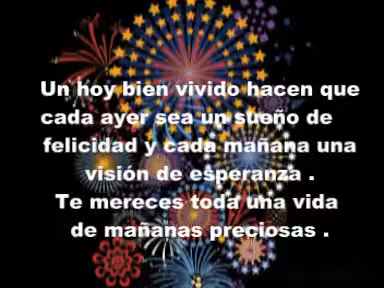 Un hoy bien vivido hacen que
cada ayer sea un sueño de
felicidad y cada mañana una
visión de esperanza .
Te mereces toda una vida
de mañanas preciosas .